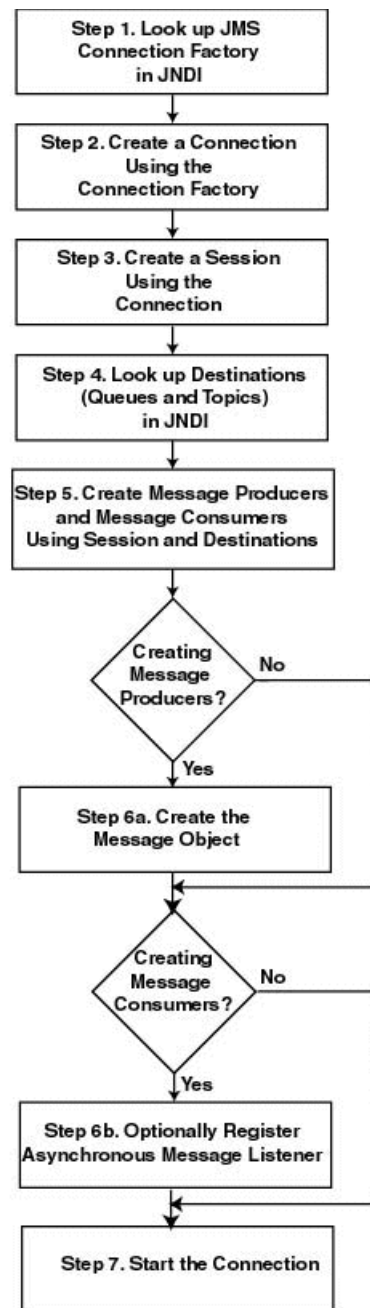 Step 1. Look up JMS
Connection Factory
in JNDI
Step 2. Create a Connection
Using the
Connection Factory
Step 3. Create a Session
Using the
Connection
Step 4. Look up Destinations
(Queues and Topics)
in JNDI
Step 5. Create Message Producers
and Message Consumers
Using Session and Destinations
Creating
Message
Producers?
No
Yes
Step 6a. Create the
Message Object
Creating
Message
Consumers?
No
Yes
Step 6b. Optionally Register
Asynchronous Message Listener
Step 7. Start the Connection